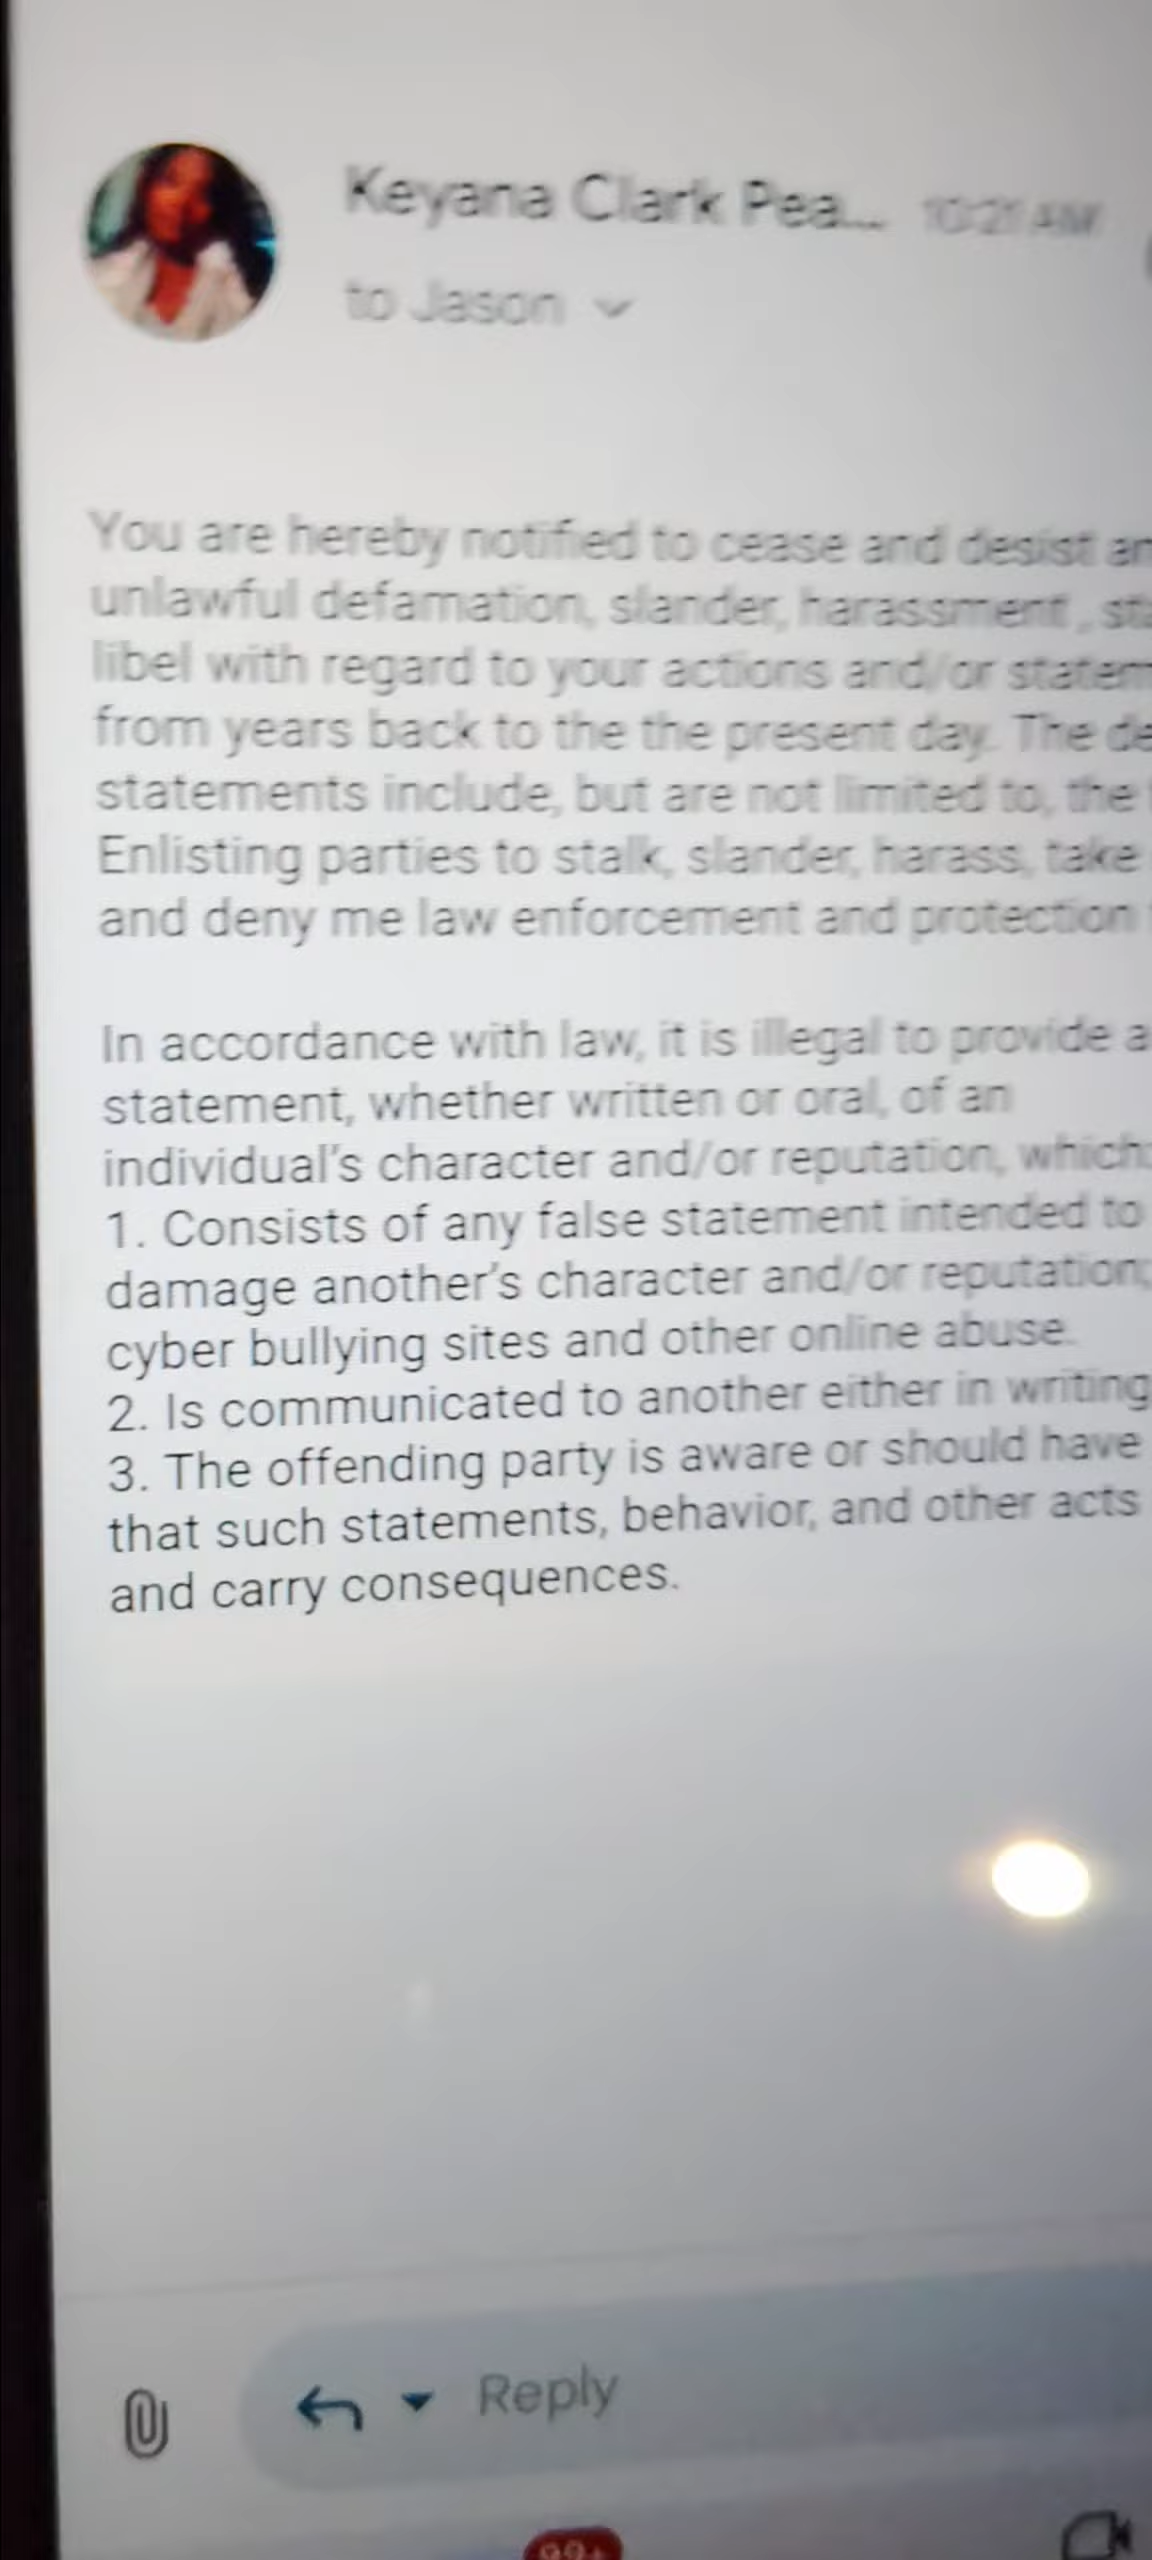 Keyana Clark Pea... 10:21 AM
to Jason
You are hereby notified to cease and desist
unlawful defamation, slander, harassment,
libel with regard to your actions and/or
from years back to the the present day. The
statements include, but are not limited to, the
Enlisting parties to stalk, slander, harass, take
and deny me law enforcement and protection
In accordance with law, it is illegal to provide a
statement, whether written or oral, of an
individual's character and/or reputation, which:
1. Consists of any false statement intended to
damage another's character and/or reputation;
cyber bullying sites and other online abuse.
2. Is communicated to another either in writing
3. The offending party is aware or should have
that such statements, behavior, and other acts
and carry consequences.
Reply
99+